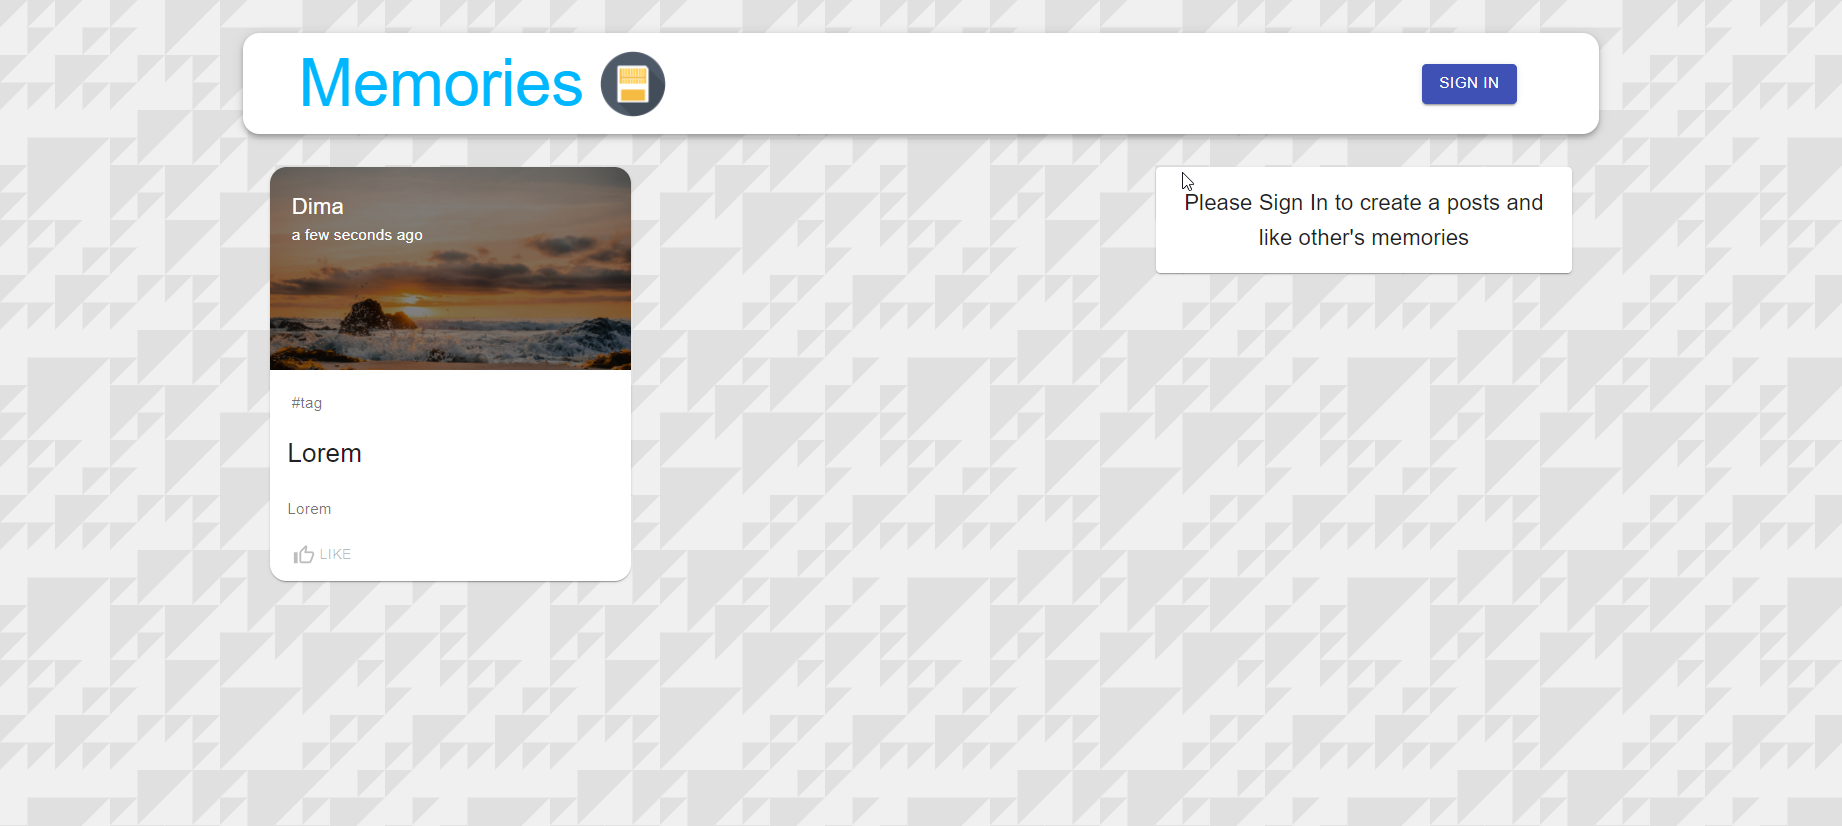 Memories
SIGN IN
Dima
a few seconds ago
Please Sign In to create a posts and
like other's memories
#tag
Lorem
Lorem
LIKE